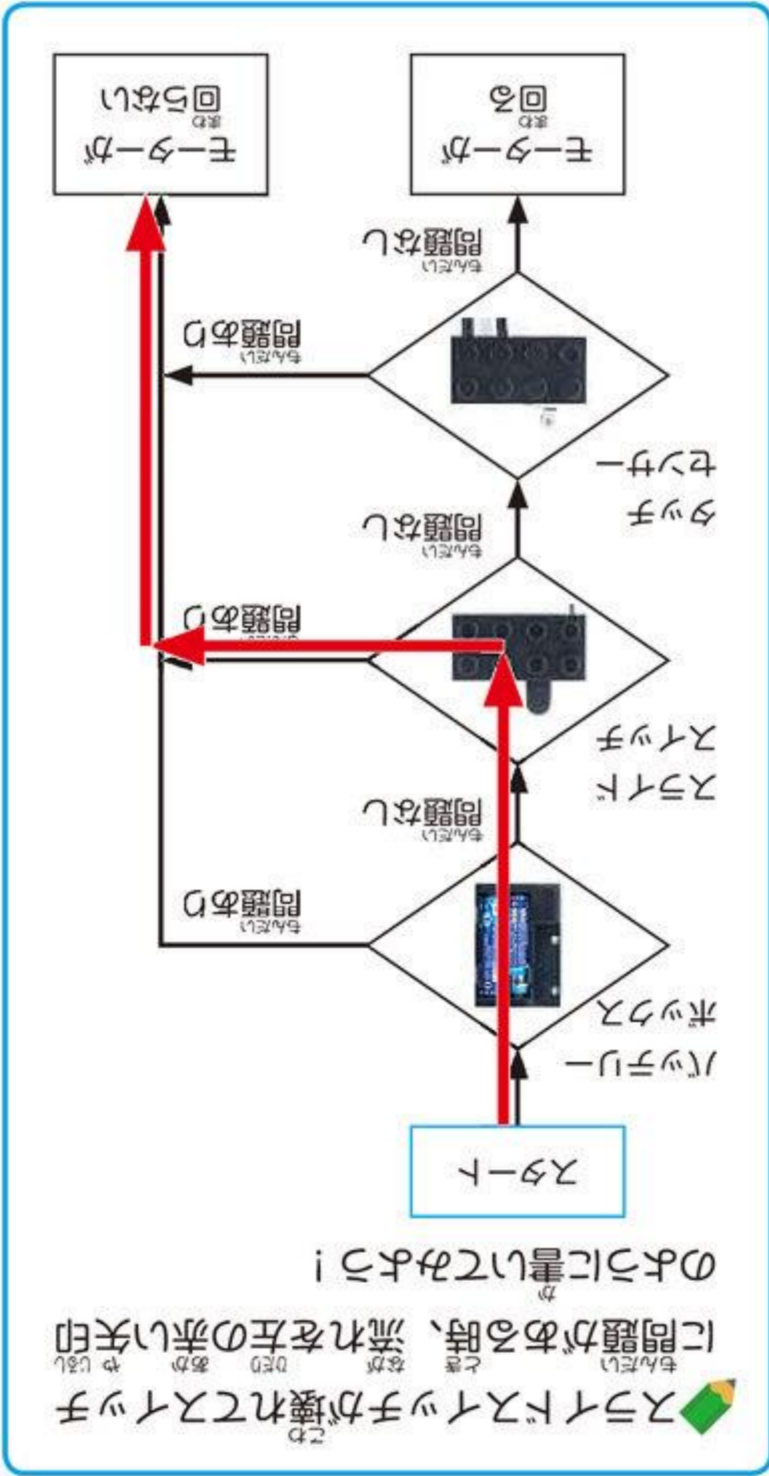 スライドスイッチが壊れてスイッチ
に問題がある時、流れを左の赤い矢印
のように書いてみよう！
スタート
バッテリー
ボックス
問題あり
問題なし
スライド
スイッチ
問題あり
問題なし
タッチ
センサー
問題あり
問題なし
モーターが
回る
モーターが
回らない